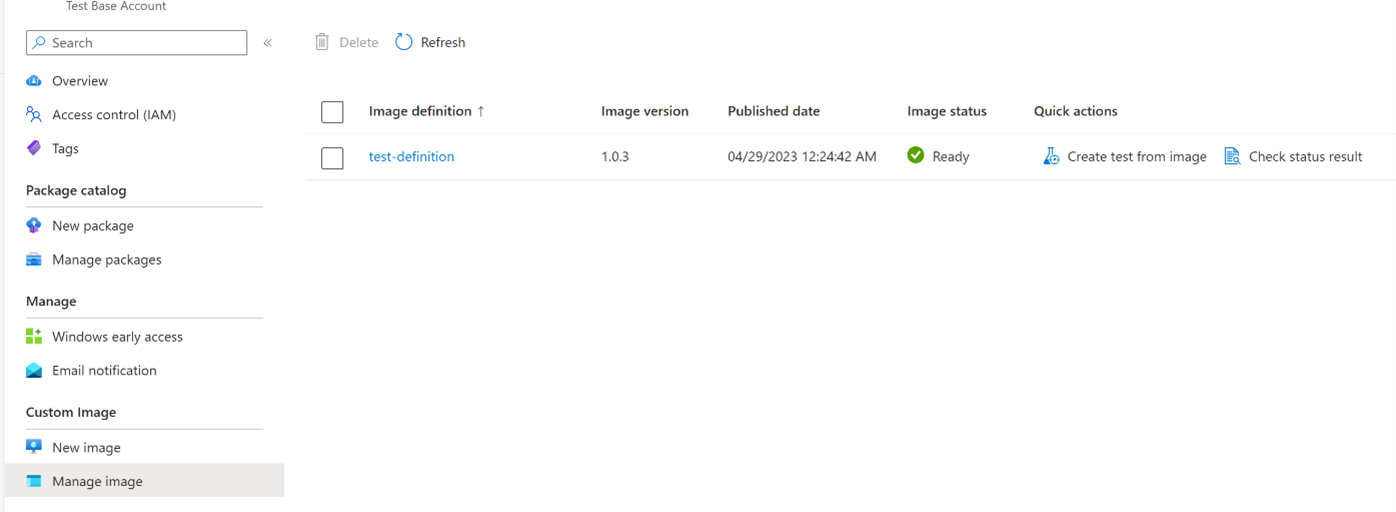 Test Base Account
Search
«
Delete
Refresh
Overview
Access control (IAM)
Tags
Package catalog
New package
Manage packages
Manage
Windows early access
Email notification
Custom Image
New image
Manage image
Image definition ↑ Image version Published date Image status Quick actions
test-definition 1.0.3 04/29/2023 12:24:42 AM Ready Create test from image Check status result